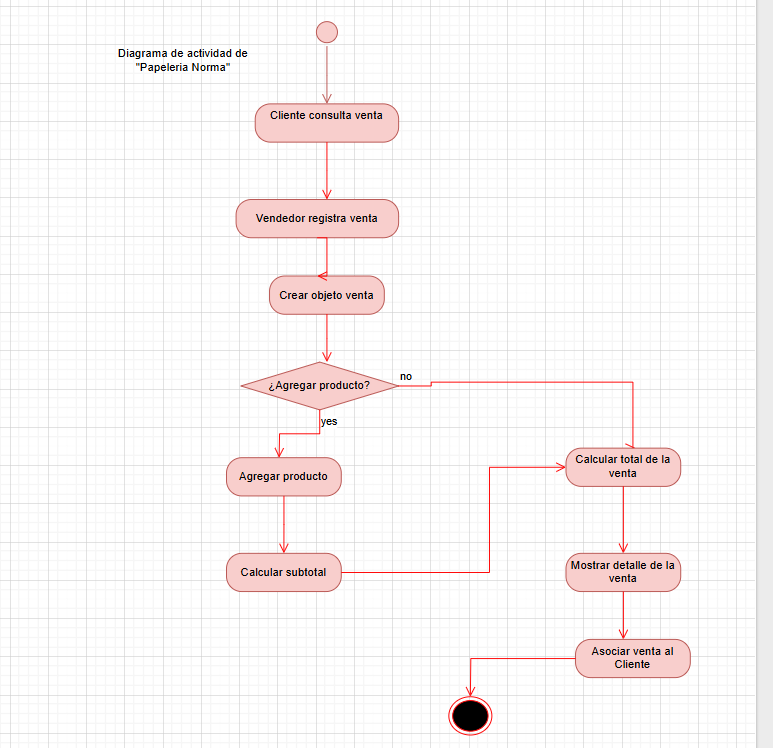 Diagrama de actividad de
"Papeleria Norma"
Cliente consulta venta
Vendedor registra venta
Crear objeto venta
¿Agregar producto?
no
yes
Agregar producto
Calcular total de la
venta
Calcular subtotal
Mostrar detalle de la
venta
Asociar venta al
Cliente